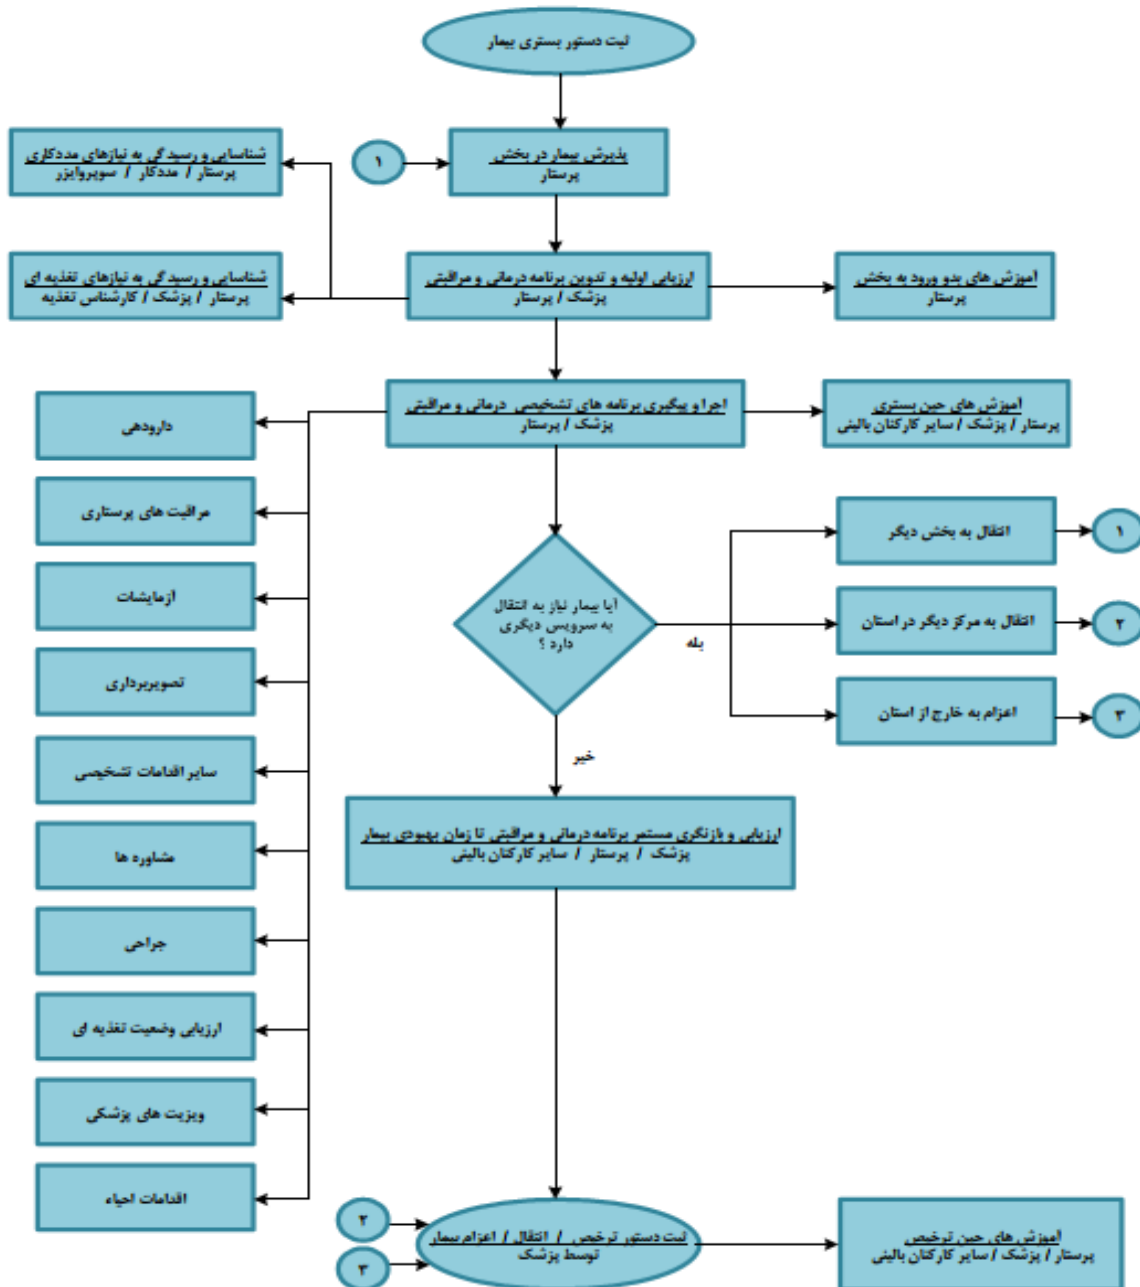 ثبت دستور بستری بیمار
۱
پذیرش بیمار در بخش
پرستار
شناسایی و رسیدگی به نیازهای مددکاری
پرستار / مددکار / سوپروایزر
آموزش های بدو ورود به بخش
پرستار
ارزیابی اولیه و تدوین برنامه درمانی و مراقبتی
پزشک / پرستار
شناسایی و رسیدگی به نیازهای تغذیه ای
پرستار / پزشک / کارشناس تغذیه
آموزش های حین بستری
پرستار / پزشک / سایر کارکنان بالینی
اجرا و پیگیری برنامه های تشخیصی درمانی و مراقبتی
پزشک / پرستار
دارودهی
مراقبت های پرستاری
آزمایشات
تصویربرداری
سایر اقدامات تشخیصی
مشاوره ها
جراحی
ارزیابی وضعیت تغذیه ای
ویزیت های پزشکی
اقدامات احیاء
آیا بیمار نیاز به انتقال
به سرویس دیگری
دارد ؟
بله
انتقال به بخش دیگر
۱
انتقال به مرکز دیگر در استان
۲
اعزام به خارج از استان
۳
خیر
ارزیابی و بازنگری مستمر برنامه درمانی و مراقبتی تا زمان بهبودی بیمار
پزشک / پرستار / سایر کارکنان بالینی
۲
۳
ثبت دستور ترخیص / انتقال / اعزام بیمار
توسط پزشک
آموزش های حین ترخیص
پرستار / پزشک / سایر کارکنان بالینی